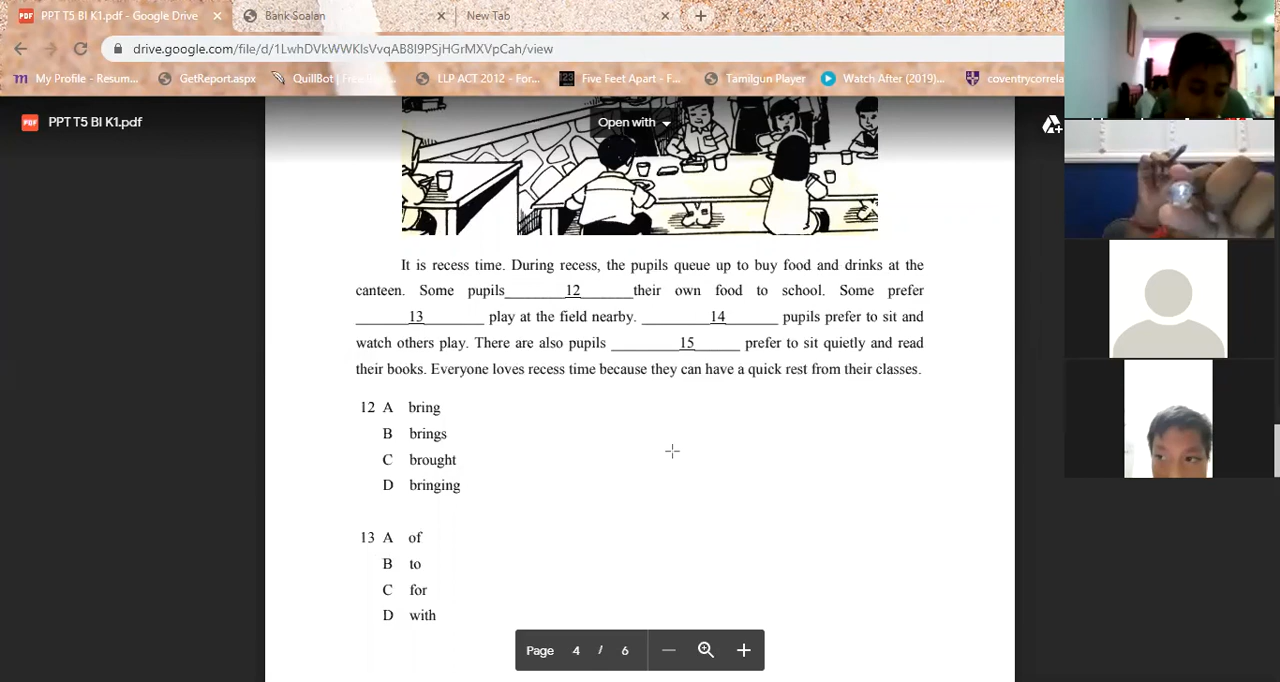 PPT T5 BI K1.pdf - Google Drive
Bank Soalan
New Tab
drive.google.com/file/d/1LwhDVkWWKIsVvqAB8I9PSjHGrMXVpCah/view
My Profile - Resum...
GetReport.aspx
QuillBot | Free
LLP ACT 2012 - For...
Five Feet Apart - F...
Tamilgun Player
Watch After (2019)...
coventrycorrela
PPT T5 BI K1.pdf
Open with
It is recess time. During recess, the pupils queue up to buy food and drinks at the
canteen. Some pupils________12_______their own food to school. Some prefer
_______13________ play at the field nearby. _________14_______ pupils prefer to sit and
watch others play. There are also pupils _________15______ prefer to sit quietly and read
their books. Everyone loves recess time because they can have a quick rest from their classes.
12 A bring
B brings
C brought
D bringing
13 A of
B to
C for
D with
Page 4 / 6